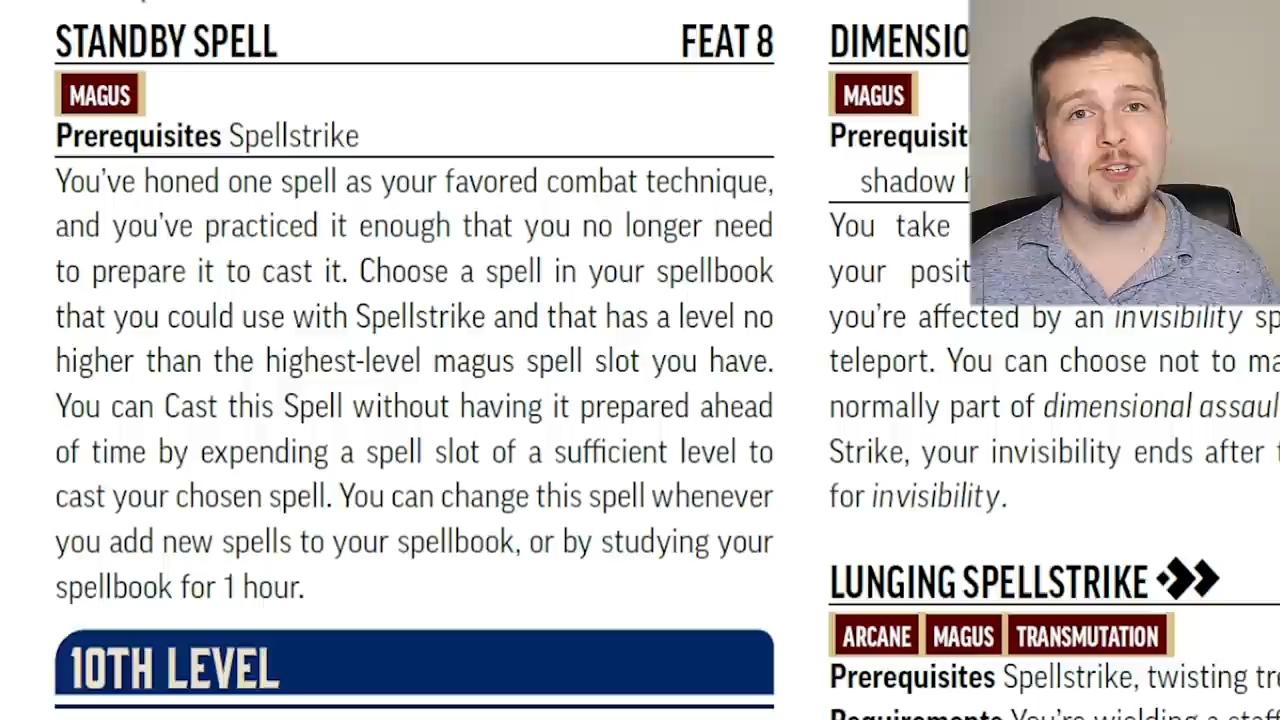 STANDBY SPELL FEAT 8
MAGUS
Prerequisites Spellstrike
You've honed one spell as your favored combat technique,
and you've practiced it enough that you no longer need
to prepare it to cast it. Choose a spell in your spellbook
that you could use with Spellstrike and that has a level no
higher than the highest-level magus spell slot you have.
You can Cast this Spell without having it prepared ahead
of time by expending a spell slot of a sufficient level to
cast your chosen spell. You can change this spell whenever
you add new spells to your spellbook, or by studying your
spellbook for 1 hour.
10TH LEVEL
MAGUS
shadow
You take
your
you're affected by an invisibility
teleport. You can choose not to
normally part of dimensional
Strike, your invisibility ends after
for invisibility.
LUNGING SPELLSTRIKE
ARCANE MAGUS TRANSMUTATION
Prerequisites Spellstrike, twisting
Requirements You're wielding a staff